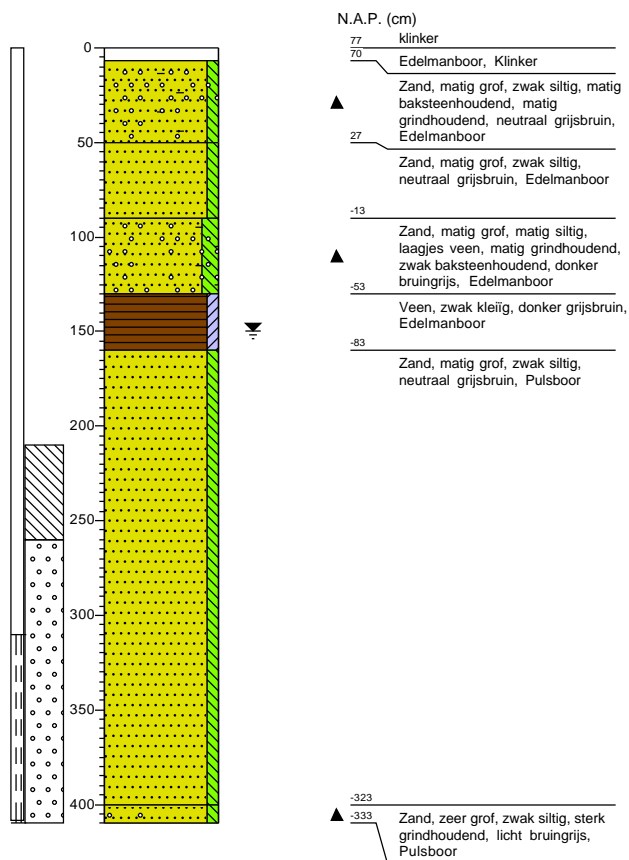 N.A.P. (cm)
0
77
klinker
70
Edelmanboor, Klinker
Zand, matig grof, zwak siltig, matig
baksteenhoudend, matig
grindhoudend, neutraal grijsbruin,
Edelmanboor
50
27
Zand, matig grof, zwak siltig,
neutraal grijsbruin, Edelmanboor
-13
100
Zand, matig grof, matig siltig,
laagjes veen, matig grindhoudend,
zwak baksteenhoudend, donker
bruingrijs, Edelmanboor
-53
150
Veen, zwak kleiïg, donker grijsbruin,
Edelmanboor
-83
Zand, matig grof, zwak siltig,
neutraal grijsbruin, Pulsboor
200
250
300
350
400
-323
-333
Zand, zeer grof, zwak siltig, sterk
grindhoudend, licht bruingrijs,
Pulsboor